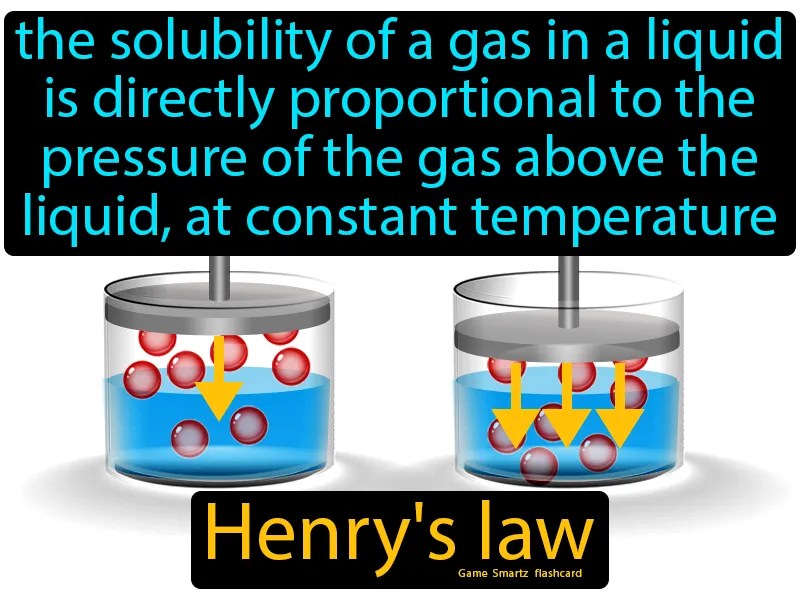 the solubility of a gas in a liquid
is directly proportional to the
pressure of the gas above the
liquid, at constant temperature
Henry's law
Game Smartz flashcard